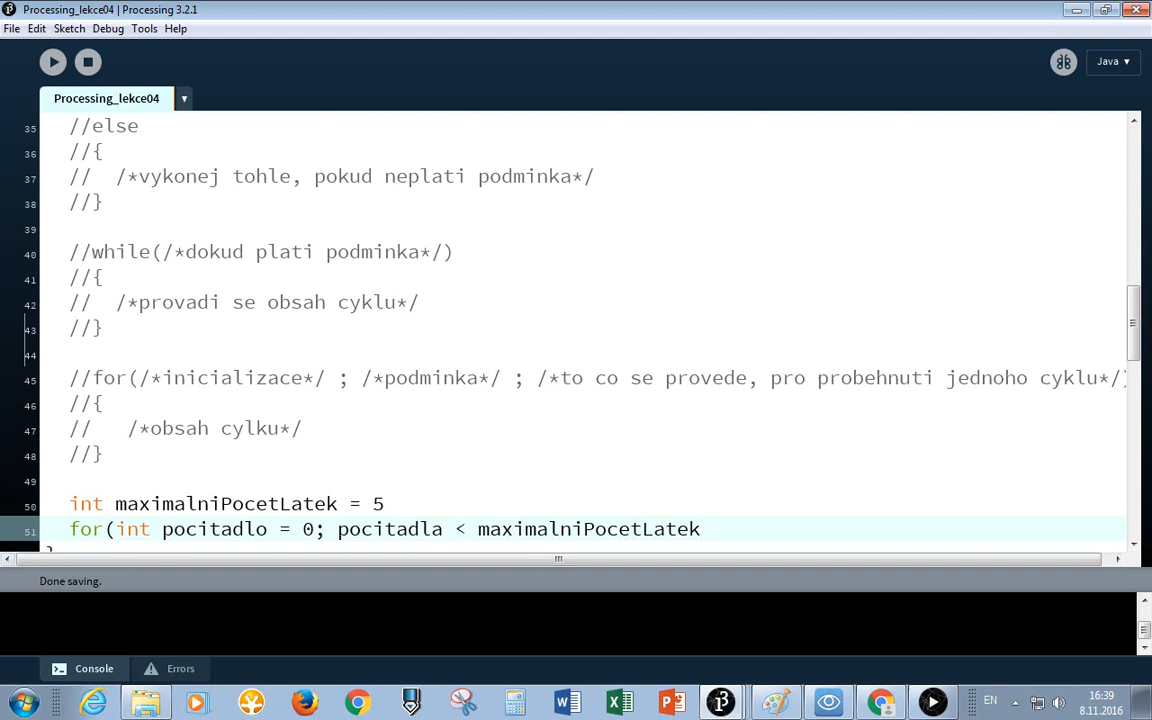 Processing_lekce04 | Processing 3.2.1
File Edit Sketch Debug Tools Help
Java ▾
Processing_lekce04 ▾
35 //else
36 //{
37 //  /*vykonej tohle, pokud neplati podminka*/
38 //}
39
40 //while(/*dokud plati podminka*/)
41 //{
42 //  /*provadi se obsah cyklu*/
43 //}
44
45 //for(/*inicializace*/ ; /*podminka*/ ; /*to co se provede, pro probehnuti jednoho cyklu*/)
46 //{
47 //   /*obsah cylku*/
48 //}
49
50 int maximalniPocetLatek = 5
51 for(int pocitadlo = 0; pocitadla < maximalniPocetLatek
}
Done saving.
Console Errors
EN 16:39
8.11.2016